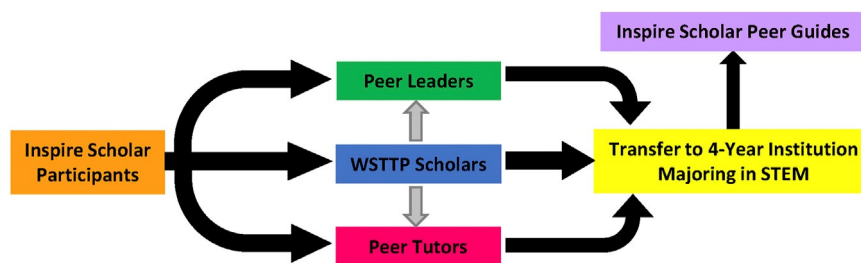 Inspire Scholar Peer Guides
Peer Leaders
Inspire Scholar
Participants
WSTTP Scholars
Transfer to 4-Year Institution
Majoring in STEM
Peer Tutors